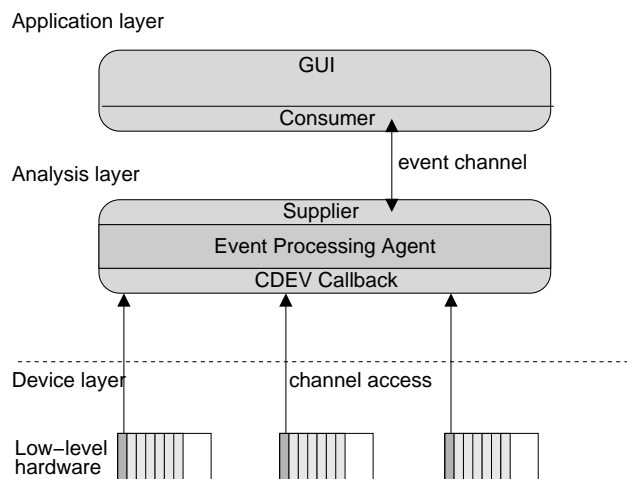 Application layer
GUI
Consumer
event channel
Analysis layer
Supplier
Event Processing Agent
CDEV Callback
Device layer
channel access
Low−level
hardware